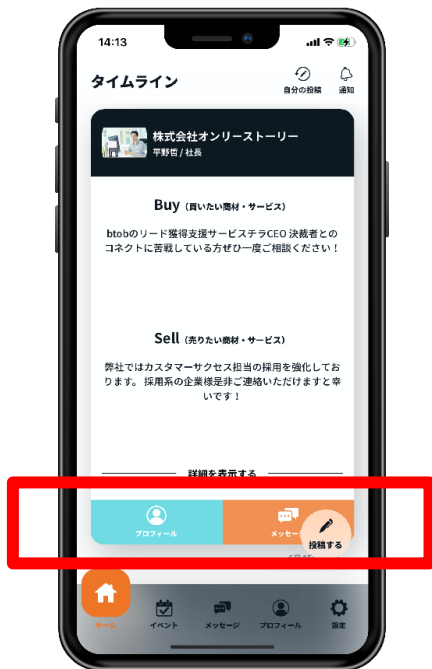 14:13
タイムライン
自分の投稿
通知
株式会社オンリーストーリー
平野哲 / 社長
Buy (買いたい商材・サービス)
btobのリード獲得支援サービスチラCEO 決裁者との
コネクトに苦戦している方ぜひ一度ご相談ください！
Sell (売りたい商材・サービス)
弊社ではカスタマーサクセス担当の採用を強化してお
ります。 採用系の企業様是非ご連絡いただけますと幸
いです！
詳細を表示する
プロフィール
メッセー
投稿する
ホーム
イベント
メッセージ
プロフィール
設定